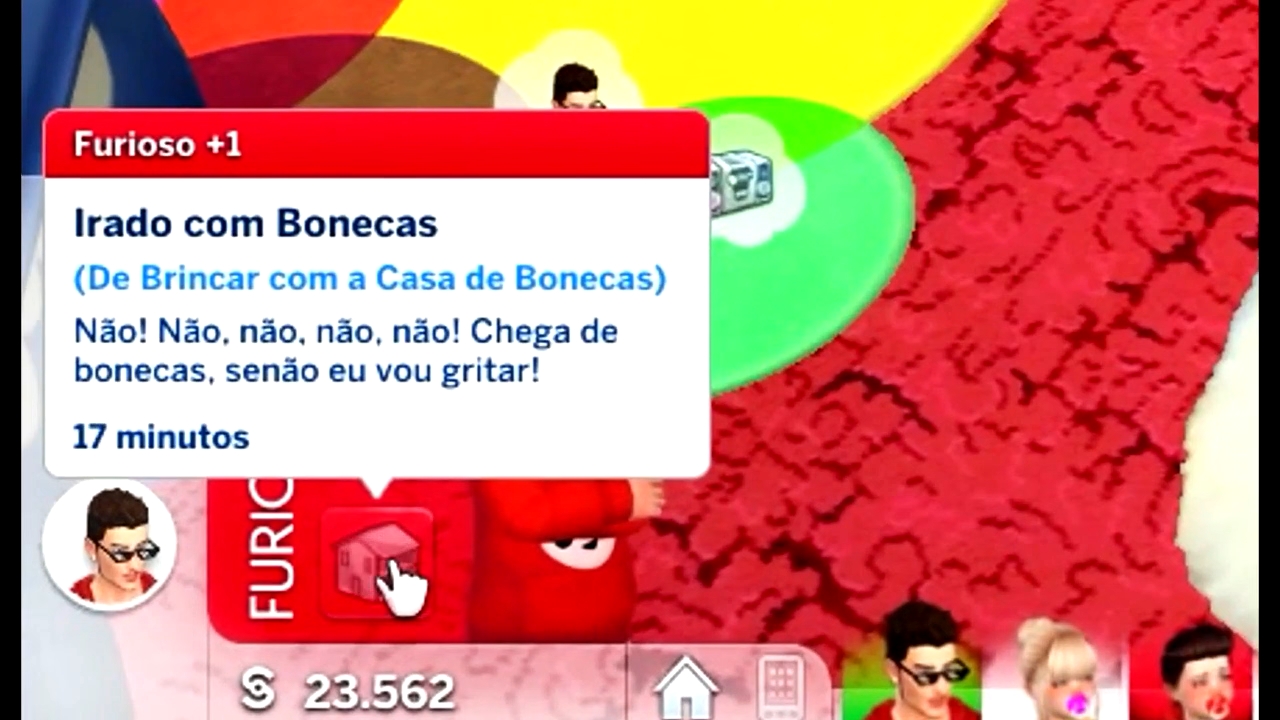 Furioso +1
Irado com Bonecas
(De Brincar com a Casa de Bonecas)
Não! Não, não, não, não! Chega de
bonecas, senão eu vou gritar!
17 minutos
FURIO
23.562